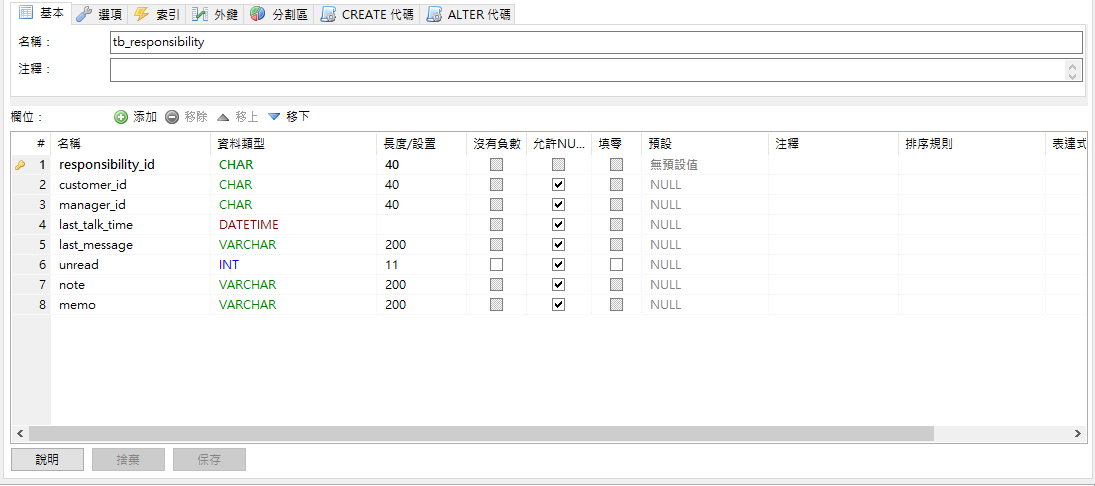 基本 選項 索引 外鍵 分割區 CREATE 代碼 ALTER 代碼
名稱： tb_responsibility
注釋：
欄位： 添加 移除 移上 移下
# 名稱 資料類型 長度/設置 沒有負數 允許NU... 填零 預設 注釋 排序規則 表達式
1 responsibility_id CHAR 40 無預設值
2 customer_id CHAR 40 NULL
3 manager_id CHAR 40 NULL
4 last_talk_time DATETIME NULL
5 last_message VARCHAR 200 NULL
6 unread INT 11 NULL
7 note VARCHAR 200 NULL
8 memo VARCHAR 200 NULL
說明 捨棄 保存